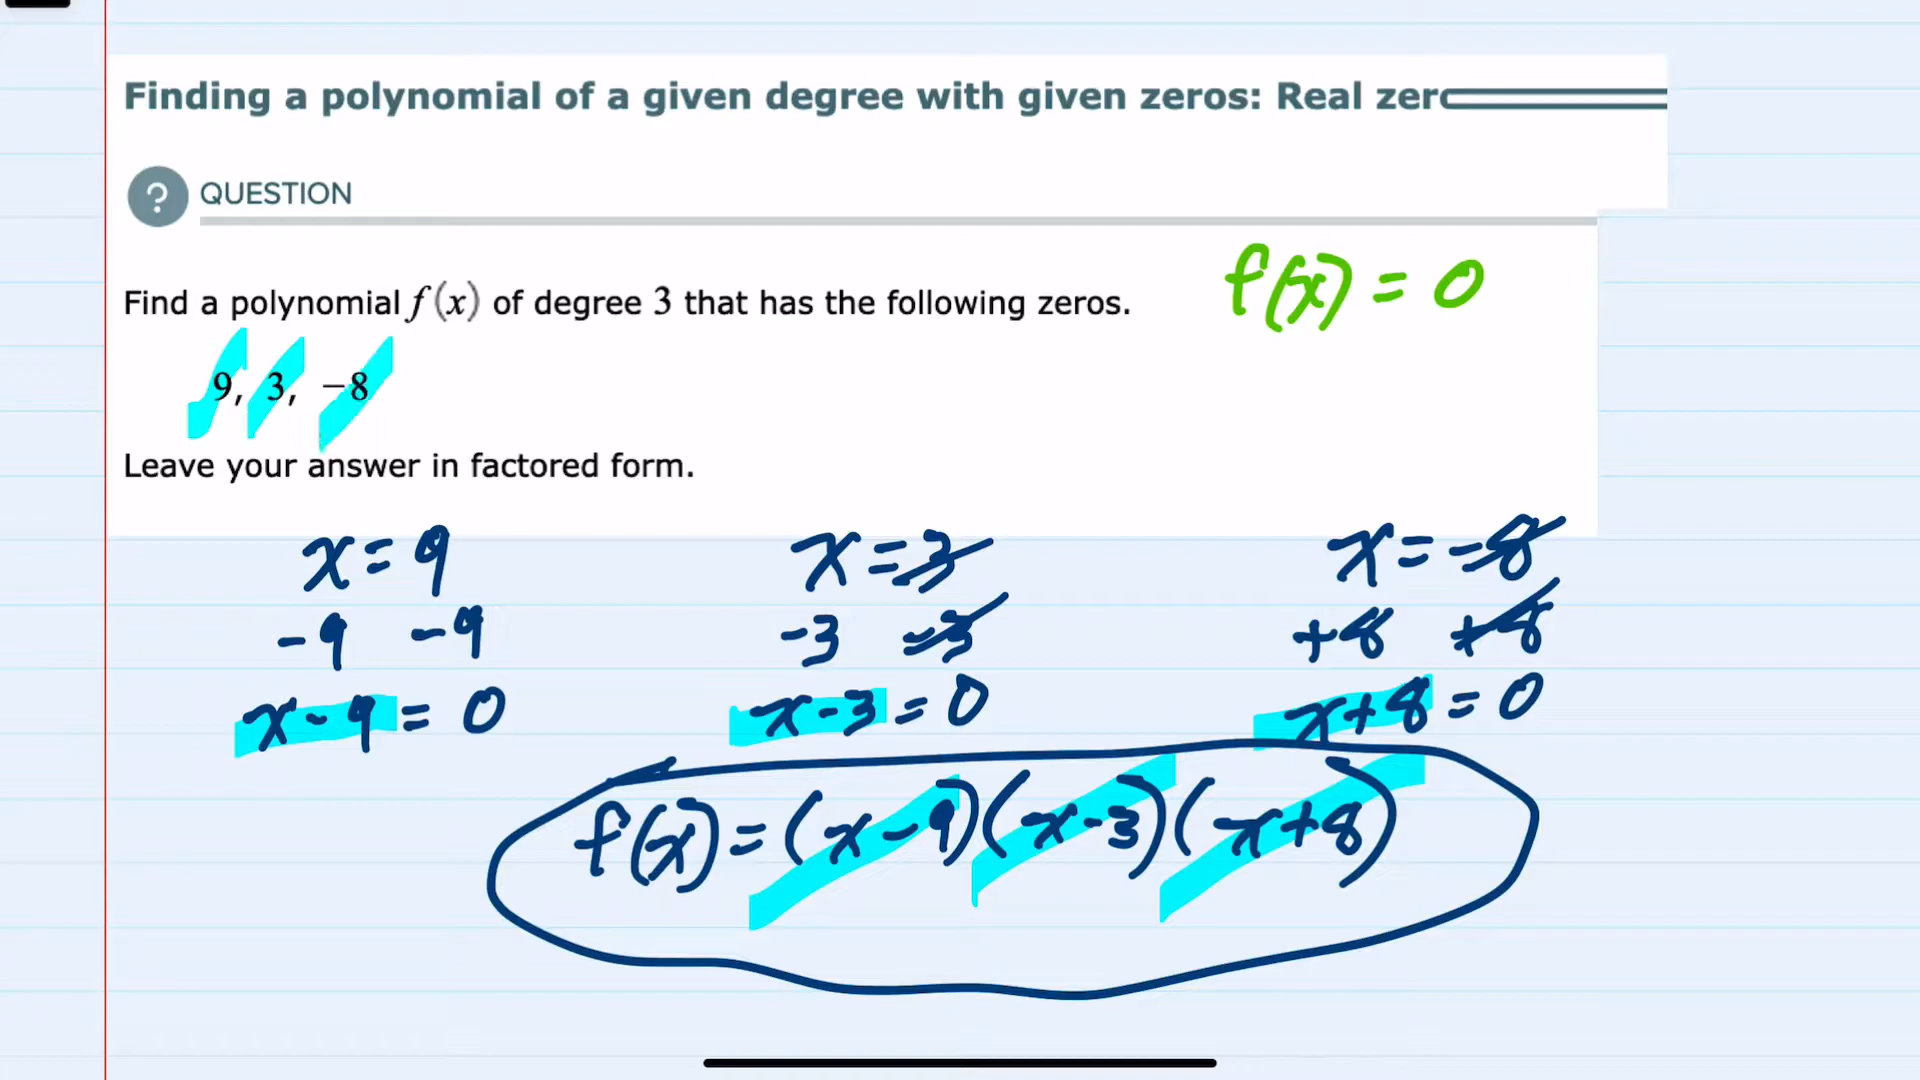 Finding a polynomial of a given degree with given zeros: Real
? QUESTION
Find a polynomial f(x) of degree 3 that has the following zeros.
f(x) = 0
9, 3, −8
Leave your answer in factored form.
x = 9 x = 3 x = -8
-9 -9 -3 -3 +8 +8
x - 9 = 0 x - 3 = 0 x + 8 = 0
f(x) = (x - 9)(x - 3)(x + 8)